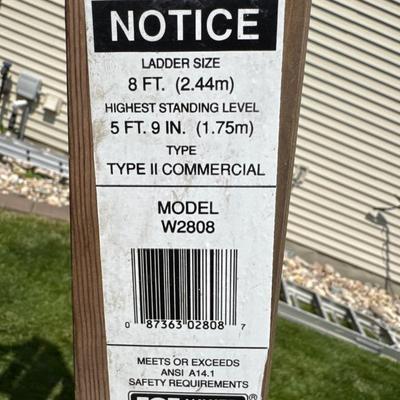 NOTICE
LADDER SIZE
8 FT. (2.44m)
HIGHEST STANDING LEVEL
5 FT. 9 IN. (1.75m)
TYPE
TYPE II COMMERCIAL
MODEL
W2808
0 87363 02808 7
MEETS OR EXCEEDS
ANSI A14.1
SAFETY REQUIREMENTS
®